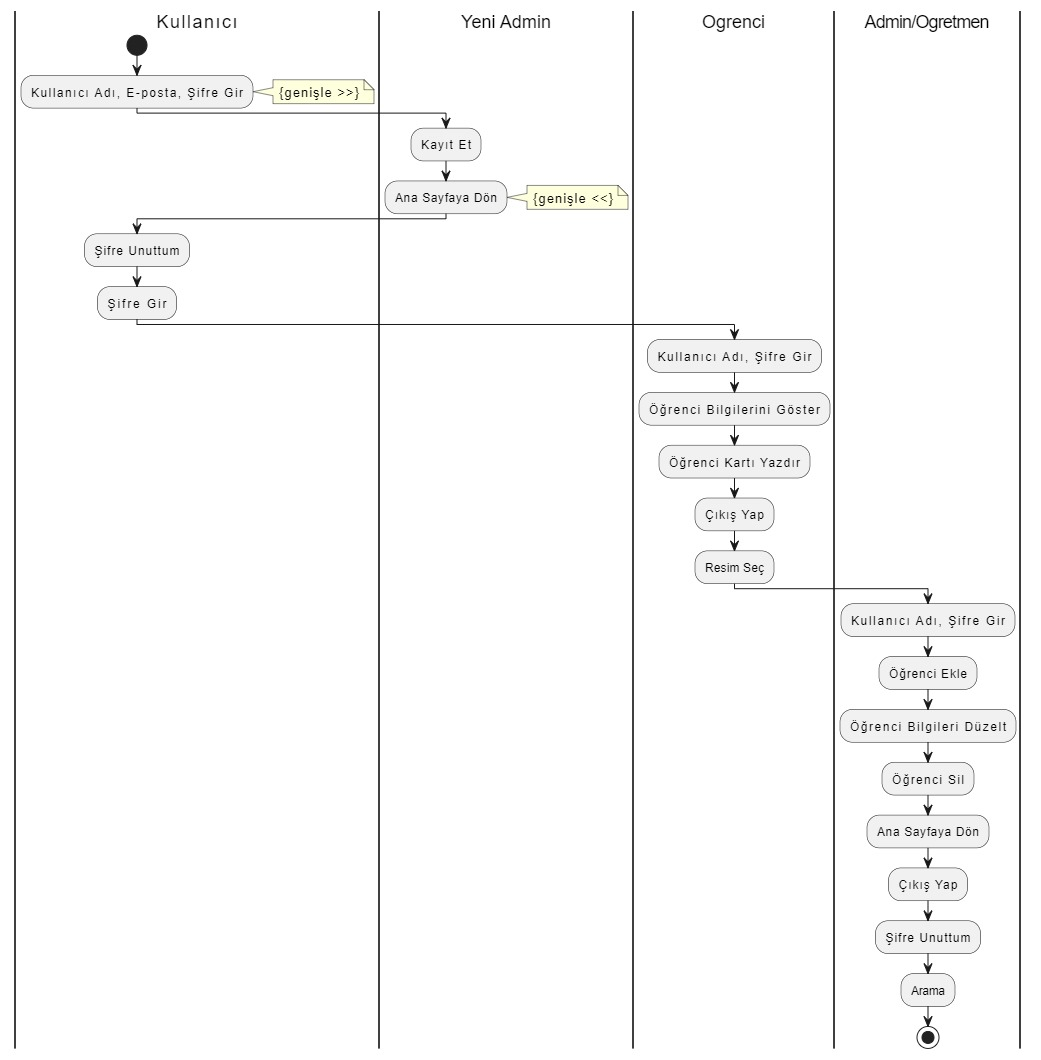 Kullanıcı
Yeni Admin
Ogrenci
Admin/Ogretmen
Kullanıcı Adı, E-posta, Şifre Gir
{genişle >>}
Kayıt Et
Ana Sayfaya Dön
{genişle <<}
Şifre Unuttum
Şifre Gir
Kullanıcı Adı, Şifre Gir
Öğrenci Bilgilerini Göster
Öğrenci Kartı Yazdır
Çıkış Yap
Resim Seç
Kullanıcı Adı, Şifre Gir
Öğrenci Ekle
Öğrenci Bilgileri Düzelt
Öğrenci Sil
Ana Sayfaya Dön
Çıkış Yap
Şifre Unuttum
Arama